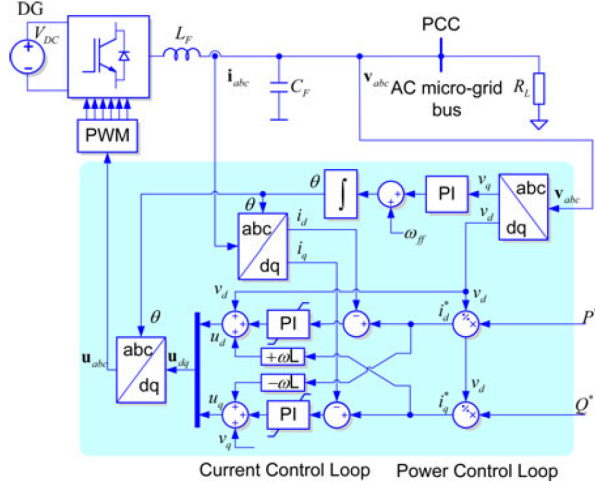 DG
V_DC
L_F
PCC
i_abc
C_F
v_abc
AC micro-grid
bus
R_L
PWM
θ
∫
+
+
PI
v_q
abc
dq
v_abc
θ
abc
dq
i_d
i_q
ω_ff
v_d
v_d
v_d
θ
u_abc
abc
dq
u_dq
u_d
+
+
+
PI
−
+
i_d^*
×/÷
P
+ωL
−ωL
v_d
u_q
+
+
+
PI
−
+
i_q^*
×/÷
Q*
v_q
Current Control Loop
Power Control Loop